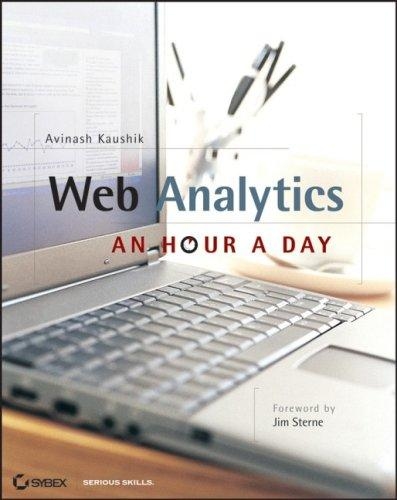 Avinash Kaushik
Web Analytics
AN HOUR A DAY
Foreword by
Jim Sterne
SYBEX
SERIOUS SKILLS.